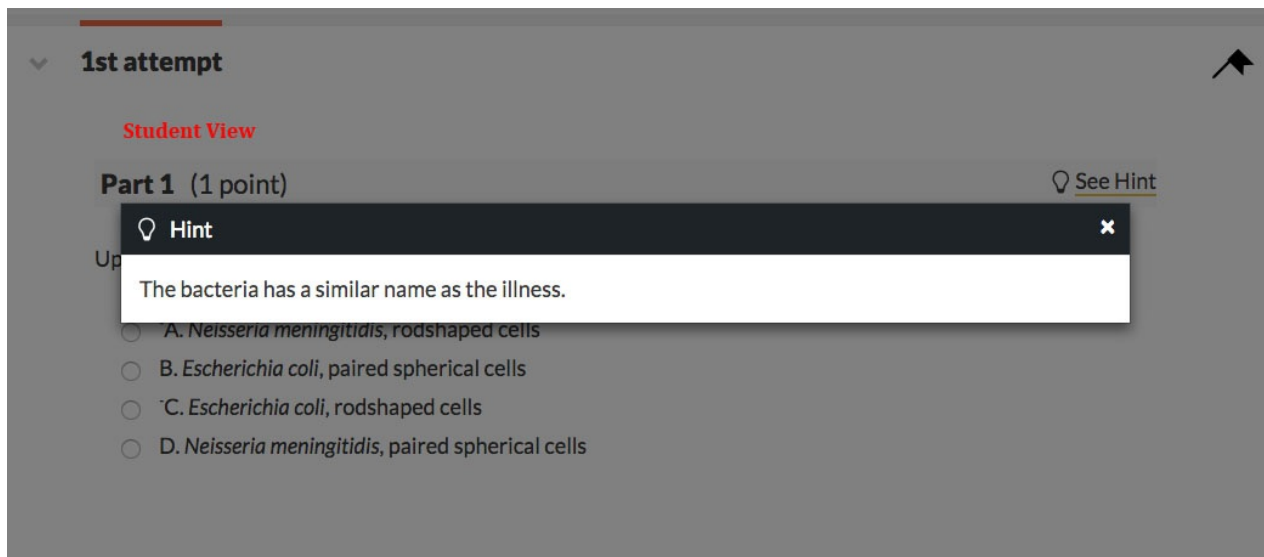 1st attempt
Student View
Part 1 (1 point)
See Hint
Hint
Up
The bacteria has a similar name as the illness.
A. Neisseria meningitidis, rodshaped cells
B. Escherichia coli, paired spherical cells
C. Escherichia coli, rodshaped cells
D. Neisseria meningitidis, paired spherical cells